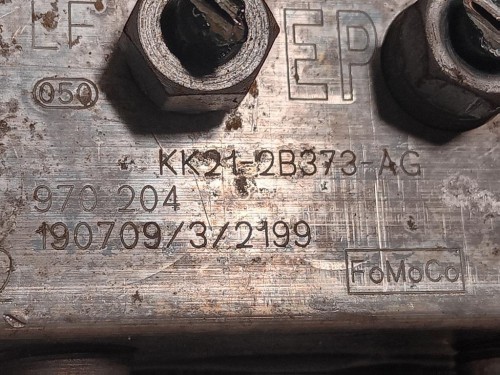 LF EP
050
KK21-2B373-AG
970 204
190709/3/2199
FoMoCo